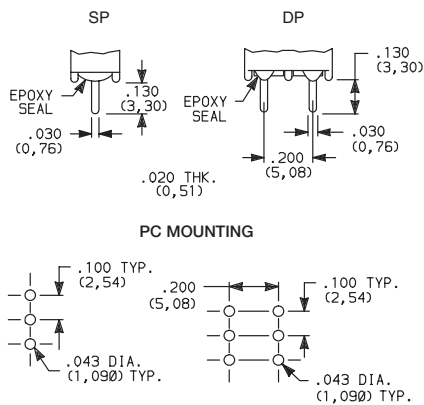 SP
DP
EPOXY
SEAL
.130
(3,30)
.030
(0,76)
EPOXY
SEAL
.130
(3,30)
.030
(0,76)
.200
(5,08)
.020 THK.
(0,51)
PC MOUNTING
.100 TYP.
(2,54)
.043 DIA.
(1,090) TYP.
.200
(5,08)
.100 TYP.
(2,54)
.043 DIA.
(1,090) TYP.